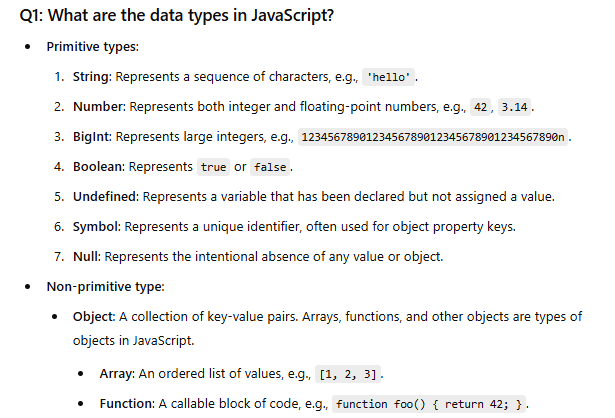 Q1: What are the data types in JavaScript?
• Primitive types:
1. String: Represents a sequence of characters, e.g., 'hello'.
2. Number: Represents both integer and floating-point numbers, e.g., 42, 3.14.
3. BigInt: Represents large integers, e.g., 1234567890123456789012345678901234567890n.
4. Boolean: Represents true or false.
5. Undefined: Represents a variable that has been declared but not assigned a value.
6. Symbol: Represents a unique identifier, often used for object property keys.
7. Null: Represents the intentional absence of any value or object.
• Non-primitive type:
• Object: A collection of key-value pairs. Arrays, functions, and other objects are types of
objects in JavaScript.
• Array: An ordered list of values, e.g., [1, 2, 3].
• Function: A callable block of code, e.g., function foo() { return 42; }.